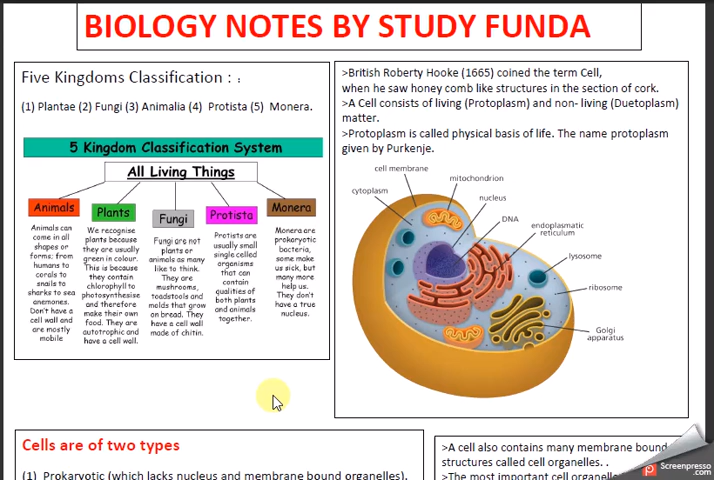 BIOLOGY NOTES BY STUDY FUNDA
Five Kingdoms Classification : :
(1) Plantae (2) Fungi (3) Animalia (4) Protista (5) Monera.
5 Kingdom Classification System
All Living Things
Animals
Animals can
come in all
shapes or
forms; from
humans to
corals to
snails to
sharks to sea
anemones.
Don't have a
cell wall and
are mostly
mobile
Plants
We recognise
plants because
they are usually
green in colour.
This is because
they contain
chlorophyll to
photosynthesise
and therefore
make their own
food. They are
autotrophic and
have a cell wall.
Fungi
Fungi are not
plants or
animals as many
like to think.
They are
mushrooms,
toadstools and
molds that grow
on bread. They
have a cell wall
made of chitin.
Protista
Protists are
usually small
single celled
organisms
that can
contain
qualities of
both plants
and animals
together.
Monera
Monera are
prokaryotic
bacteria,
some make
us sick, but
many more
help us.
They don't
have a true
nucleus.
>British Roberty Hooke (1665) coined the term Cell,
when he saw honey comb like structures in the section of cork.
>A Cell consists of living (Protoplasm) and non- living (Duetoplasm)
matter.
>Protoplasm is called physical basis of life. The name protoplasm
given by Purkenje.
cell membrane
mitochondrion
cytoplasm
nucleus
DNA
endoplasmatic
reticulum
lysosome
ribosome
Golgi
apparatus
Cells are of two types
(1) Prokaryotic (which lacks nucleus and membrane bound organelles).
>A cell also contains many membrane bound
structures called cell organelles. .
>The most important cell
Screenpresso
.com